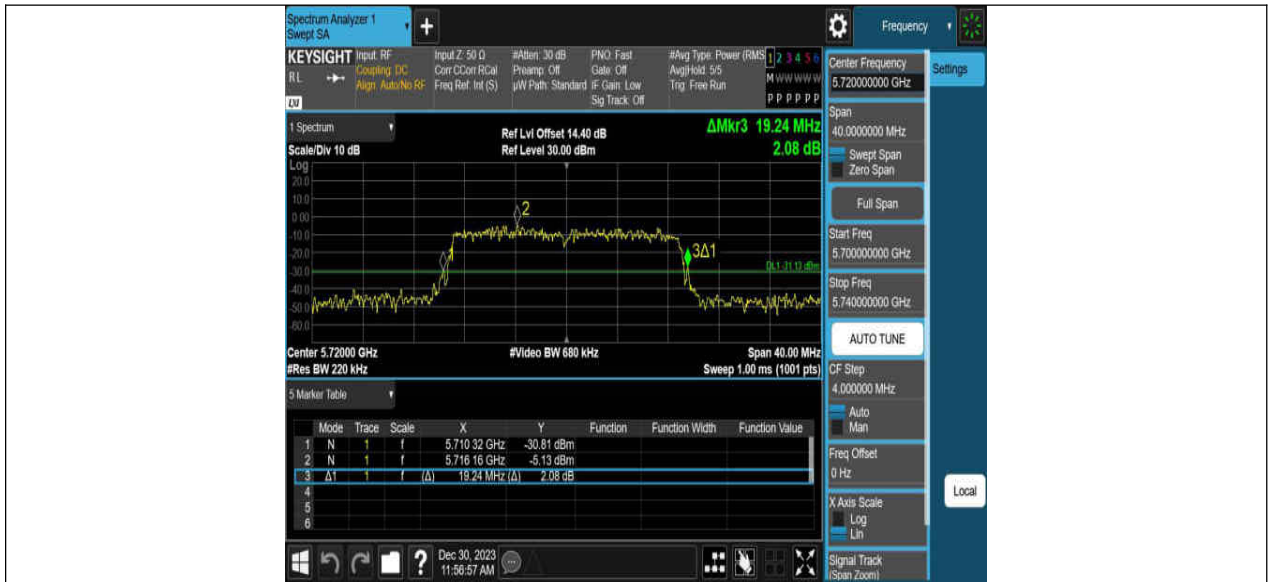 Spectrum Analyzer 1
Swept SA
+
Frequency
KEYSIGHT
RL
LXI
Input: RF
Coupling: DC
Align: Auto/No RF
Input Z: 50 Ω
Corr CCorr RCal
Freq Ref: Int (S)
#Atten: 30 dB
Preamp: Off
µW Path: Standard
PNO: Fast
Gate: Off
IF Gain: Low
Sig Track: Off
#Avg Type: Power (RMS
Avg|Hold: 5/5
Trig: Free Run
1 2 3 4 5 6
M W W W W W
P P P P P P
1 Spectrum
Scale/Div 10 dB
Log
Ref Lvl Offset 14.40 dB
Ref Level 30.00 dBm
ΔMkr3 19.24 MHz
2.08 dB
20.0
10.0
0.00
-10.0
-20.0
-30.0
-40.0
-50.0
-60.0
2
3Δ1
DL1 -31.13 dBm
Center 5.72000 GHz
#Video BW 680 kHz
Span 40.00 MHz
#Res BW 220 kHz
Sweep 1.00 ms (1001 pts)
5 Marker Table
Mode Trace Scale X Y Function Function Width Function Value
1 N 1 f 5.710 32 GHz -30.81 dBm
2 N 1 f 5.716 16 GHz -5.13 dBm
3 Δ1 1 f (Δ) 19.24 MHz (Δ) 2.08 dB
4
5
6
?
Dec 30, 2023
11:56:57 AM
Center Frequency
5.720000000 GHz
Settings
Span
40.0000000 MHz
Swept Span
Zero Span
Full Span
Start Freq
5.700000000 GHz
Stop Freq
5.740000000 GHz
AUTO TUNE
CF Step
4.000000 MHz
Auto
Man
Freq Offset
0 Hz
X Axis Scale
Log
Lin
Signal Track
(Span Zoom)
Local